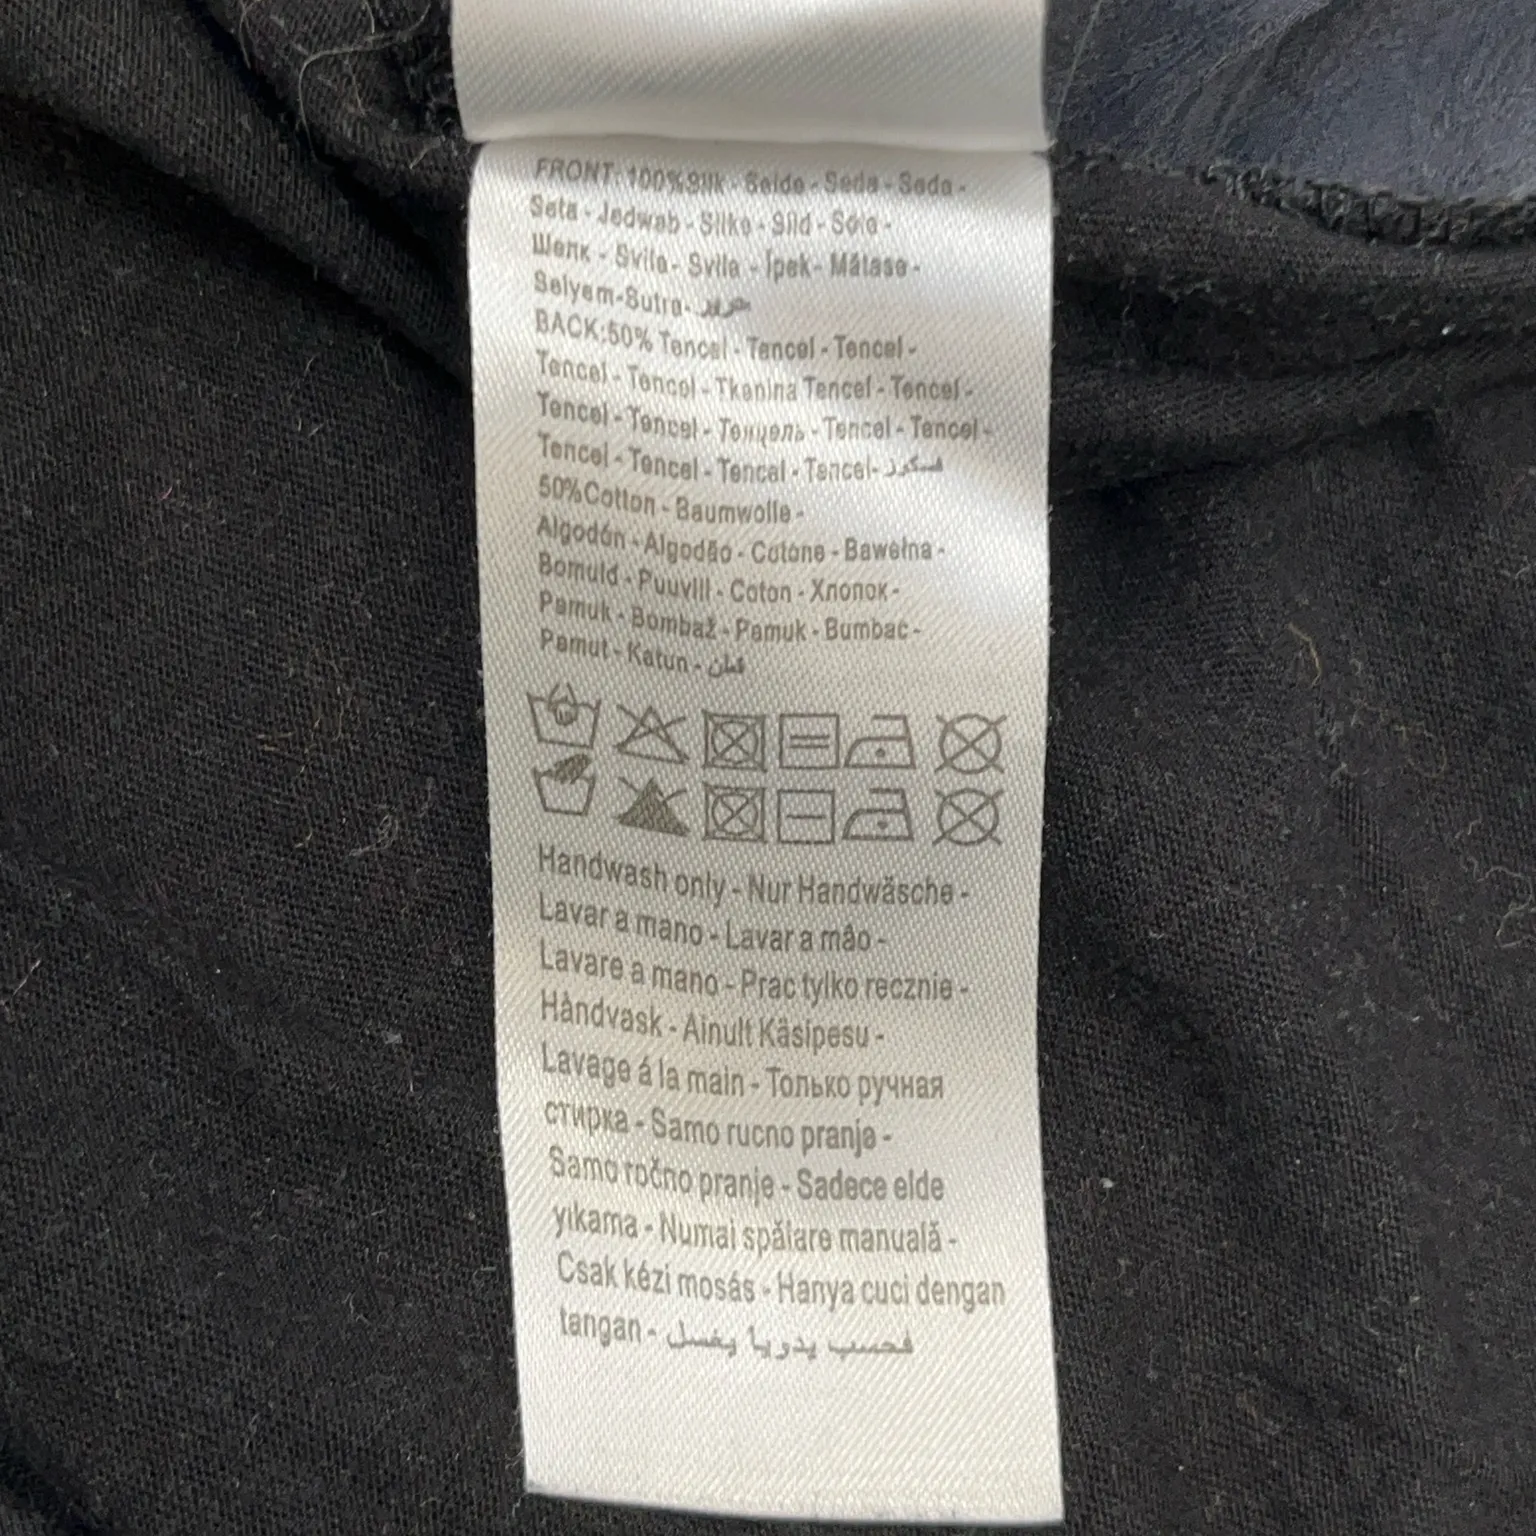 FRONT: 100%Silk - Seide - Seda - Seda -
Seta - Jedwab - Silke - Siid - Soie -
Шелк - Svila - Svila - İpek - Mătase -
Selyem-Sutra- حرير
BACK:50% Tencel - Tencel - Tencel -
Tencel - Tencel - Tkanina Tencel - Tencel -
Tencel - Tencel - Тенцель - Tencel - Tencel -
Tencel - Tencel - Tencel - Tencel-
50%Cotton - Baumwolle -
Algodón - Algodão - Cotone - Bawełna -
Bomuld - Puuvill - Coton - Хлопок -
Pamuk - Bombaž - Pamuk - Bumbac -
Pamut - Katun - قطن
Handwash only - Nur Handwäsche -
Lavar a mano - Lavar a mâo -
Lavare a mano - Prac tylko recznie -
Håndvask - Ainult Käsipesu -
Lavage á la main - Только ручная
стирка - Samo rucno pranje -
Samo ročno pranje - Sadece elde
yıkama - Numai spălare manuală -
Csak kézi mosás - Hanya cuci dengan
tangan - يغسل يدويا فحسب